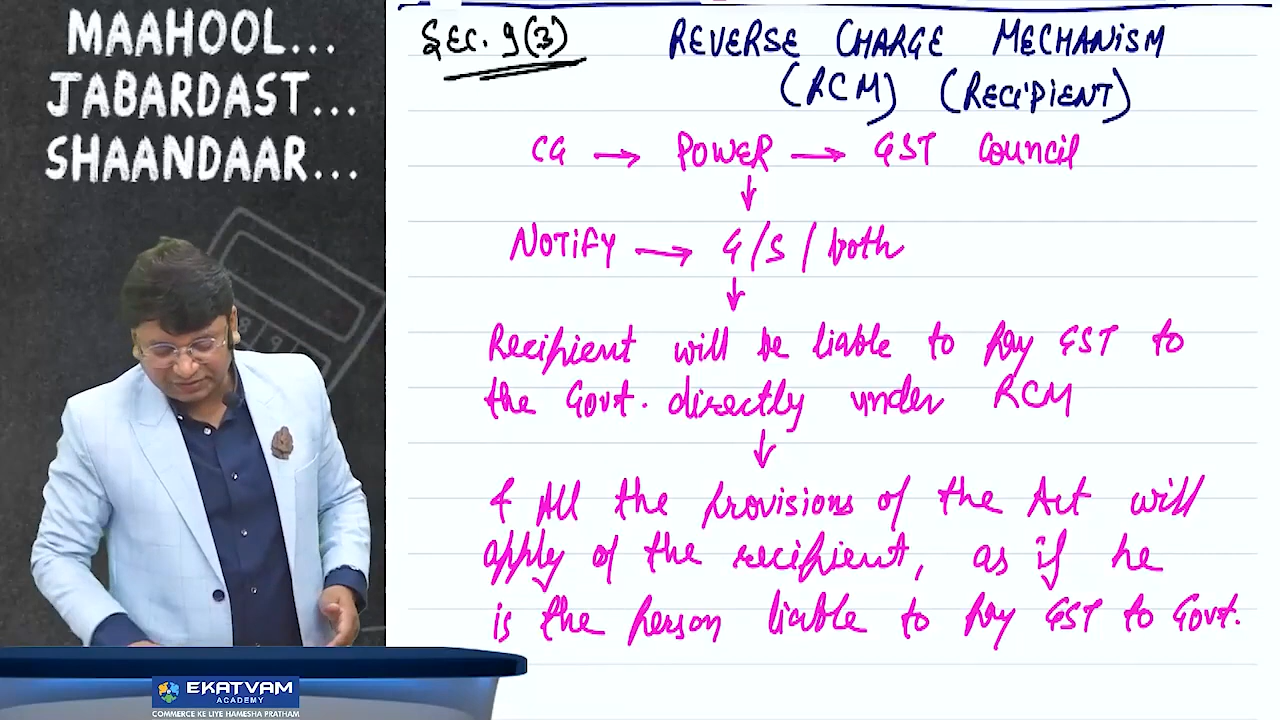 MAAHOOL...
JABARDAST...
SHAANDAAR...
SEC. 9(3)
REVERSE CHARGE MECHANISM
(RCM) (RECIPIENT)
CG → POWER → GST Council
↓
NOTIFY → G/S/both
↓
Recipient will be liable to pay GST to
the Govt. directly under RCM
↓
& All the provisions of the Act will
apply of the recipient, as if he
is the person liable to pay GST to Govt.
EKATVAM
ACADEMY
COMMERCE KE LIYE HAMESHA PRATHAM